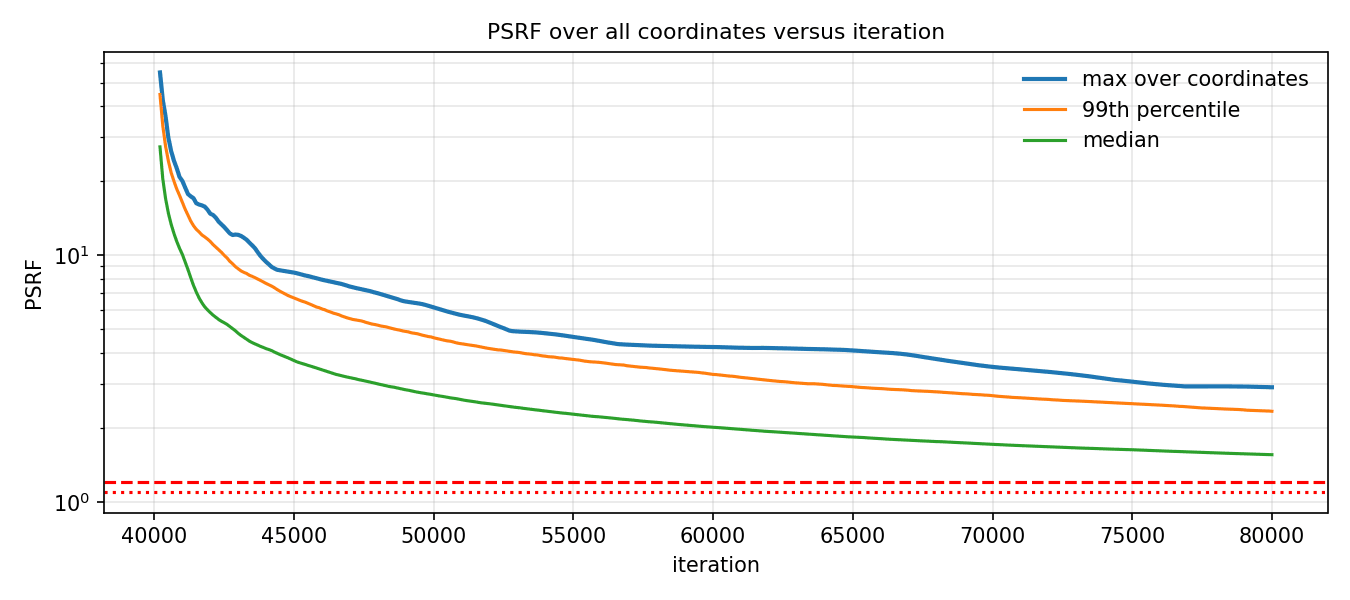 PSRF over all coordinates versus iteration
max over coordinates
99th percentile
median
PSRF
10¹
10⁰
40000 45000 50000 55000 60000 65000 70000 75000 80000
iteration